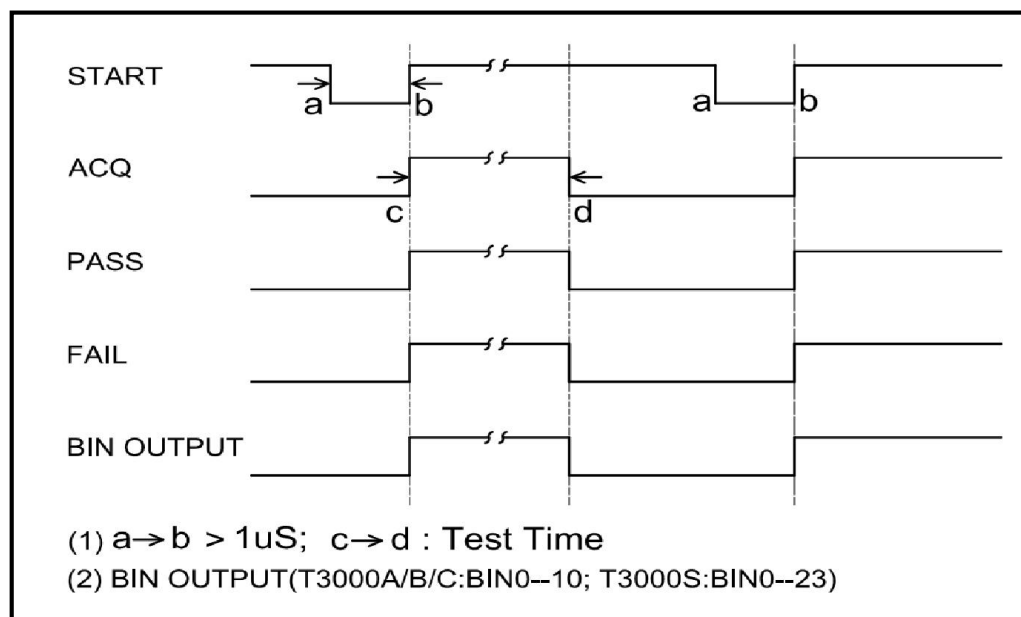 START
a
b
a
b
ACQ
c
d
PASS
FAIL
BIN OUTPUT
(1) a→b > 1uS; c→d : Test Time
(2) BIN OUTPUT(T3000A/B/C:BIN0--10; T3000S:BIN0--23)